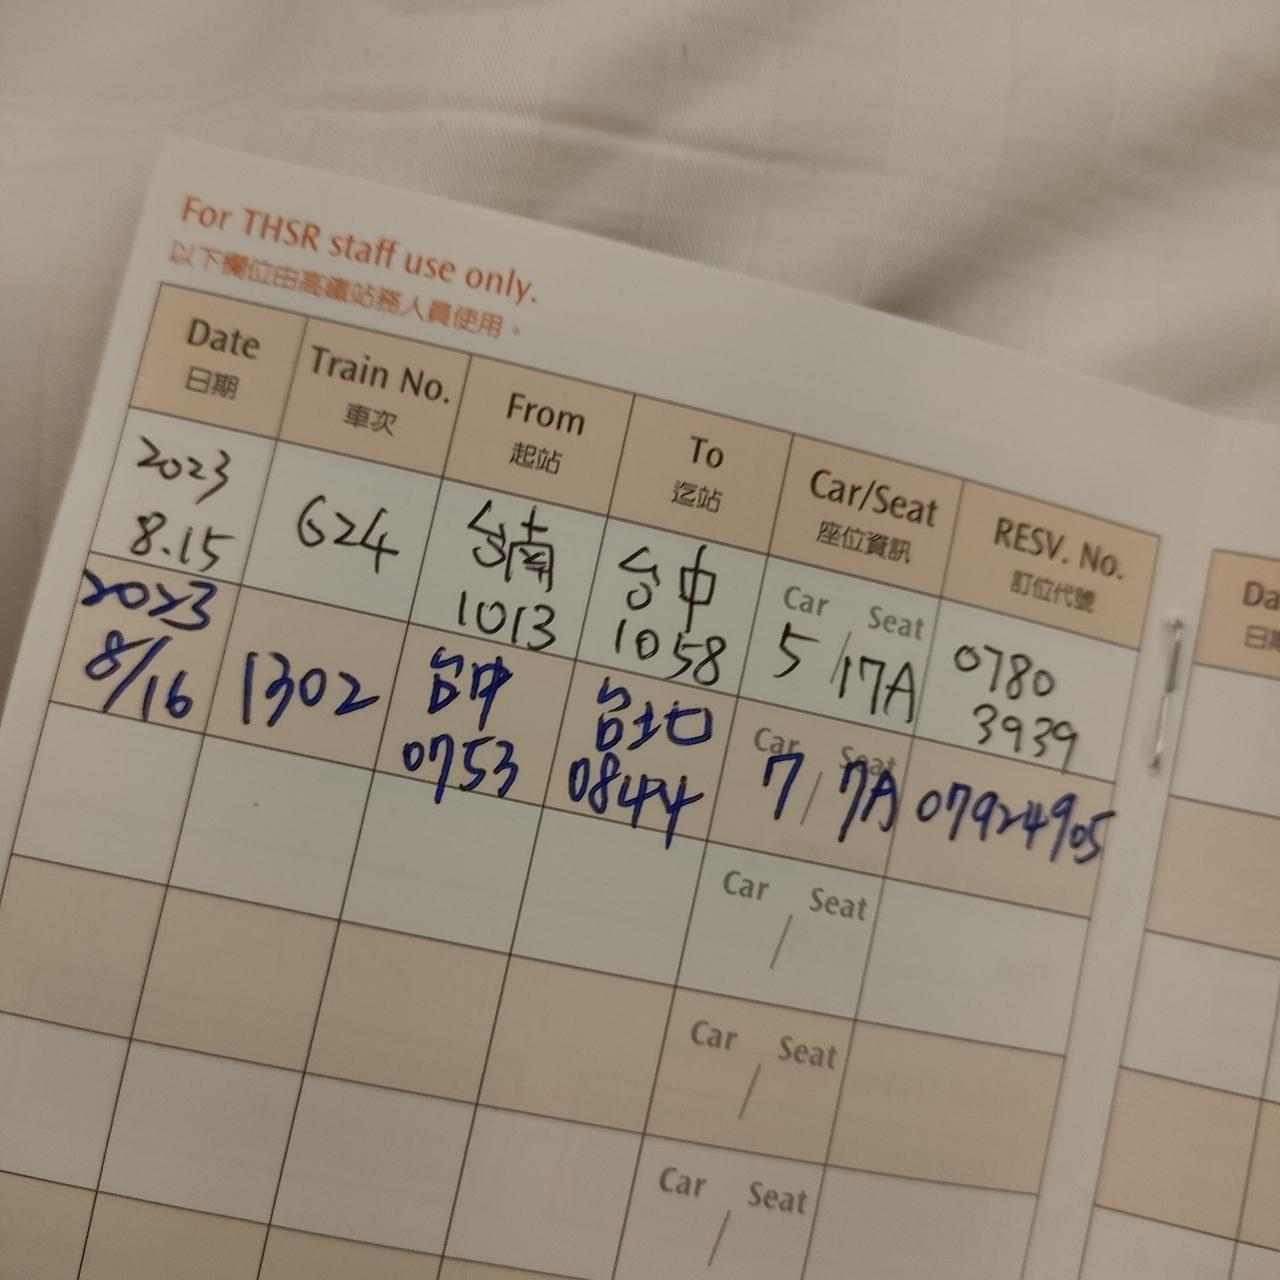 For THSR staff use only.
以下欄位由高鐵站務人員使用。
Date Train No. From To Car/Seat RESV. No.
日期 車次 起站 迄站 座位資訊 訂位代號
2023
8.15
624
台南
1013
台中
1058
Car Seat
5 / 17A
0780
3939
2023
8/16
1302
台中
0753
台北
0844
Car Seat
7 / 7A
07924905
Car Seat
/
Car Seat
/
Car Seat
/
Da
日